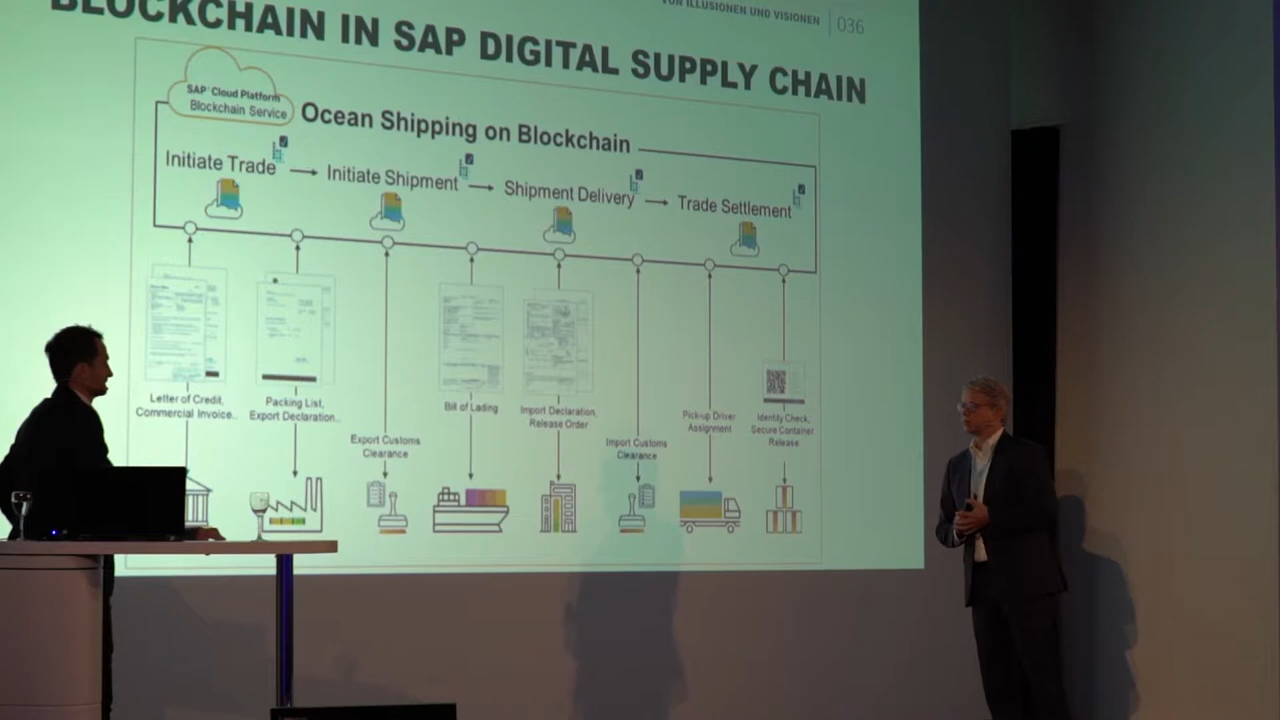 VON ILLUSIONEN UND VISIONEN | 036
BLOCKCHAIN IN SAP DIGITAL SUPPLY CHAIN
SAP Cloud Platform
Blockchain Service
Ocean Shipping on Blockchain
Initiate Trade
Initiate Shipment
Shipment Delivery
Trade Settlement
Letter of Credit,
Commercial Invoice..
Packing List,
Export Declaration..
Export Customs
Clearance
Bill of Lading
Import Declaration,
Release Order
Import Customs
Clearance
Pick-up Driver
Assignment
Identity Check,
Secure Container
Release